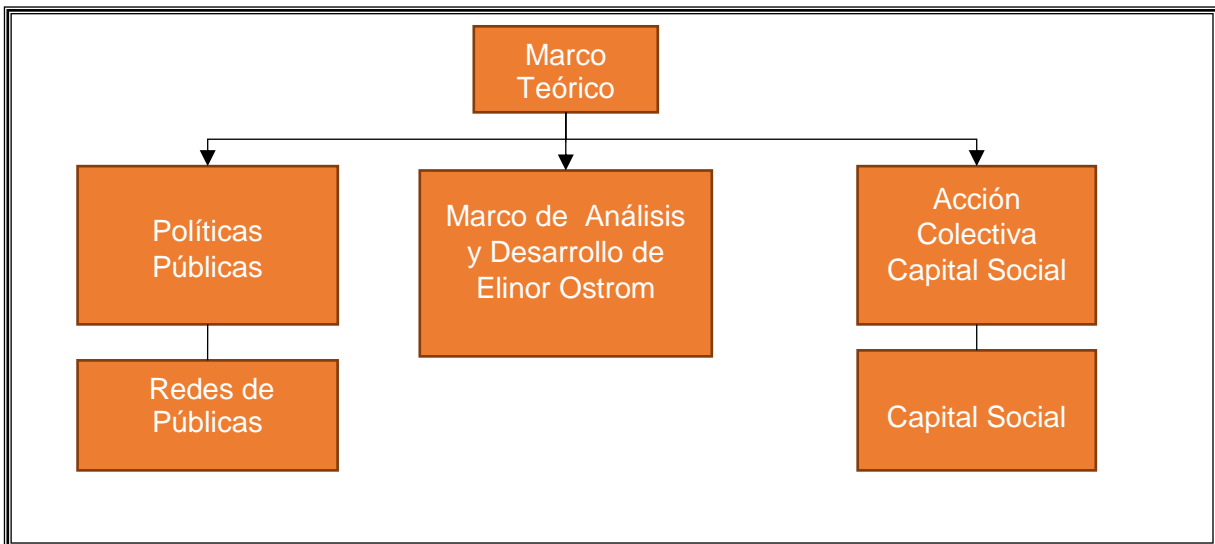 Marco
Teórico
Políticas
Públicas
Marco de  Análisis
y Desarrollo de
Elinor Ostrom
Acción
Colectiva
Capital Social
Redes de
Públicas
Capital Social